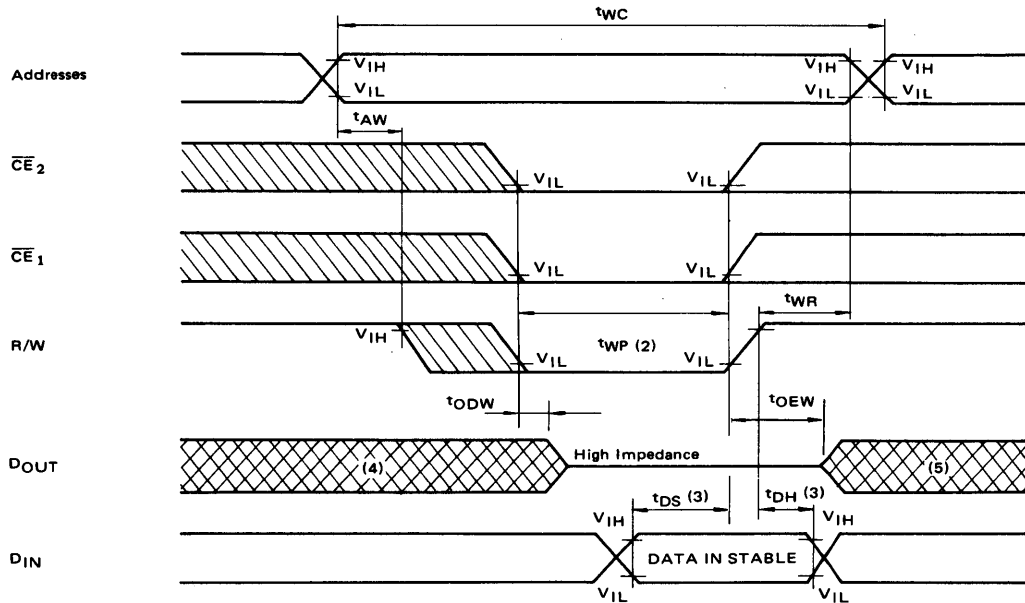 tWC
Addresses
VIH
VIL
VIH
VIL
VIH
VIL
tAW
CE2
VIL
VIL
CE1
VIL
VIL
tWR
R/W
VIH
VIL
tWP (2)
VIL
tODW
tOEW
DOUT
(4)
High Impedance
(5)
tDS (3)
tDH (3)
DIN
VIH
VIL
DATA IN STABLE
VIH
VIL